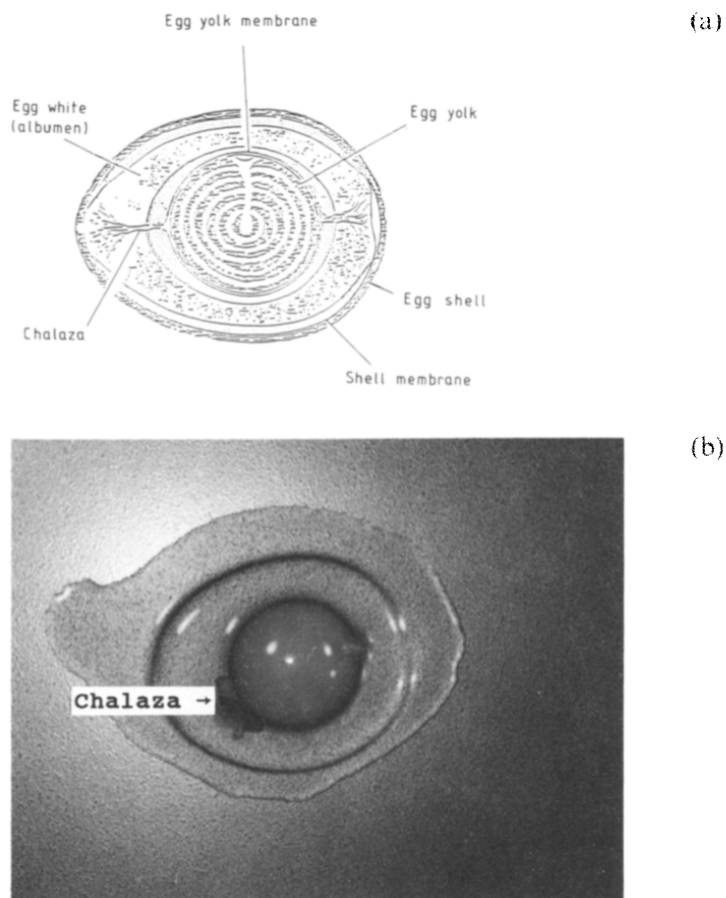 (a)
Egg yolk membrane
Egg white
(albumen)
Egg yolk
Egg shell
Chalaza
Shell membrane
(b)
Chalaza →